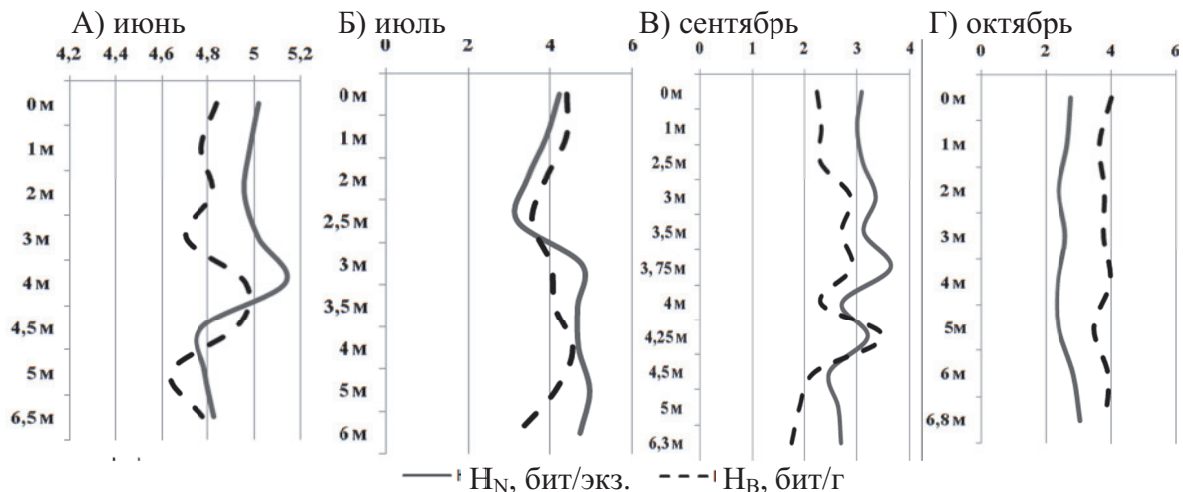 А) июнь
4,2 4,4 4,6 4,8 5 5,2
0 м
1 м
2 м
3 м
4 м
4,5 м
5 м
6,5 м
Б) июль
0 2 4 6
0 м
1 м
2 м
2,5 м
3 м
3,5 м
4 м
5 м
6 м
В) сентябрь
0 1 2 3 4
0 м
1 м
2,5 м
3 м
3,5 м
3,75 м
4 м
4,25 м
4,5 м
5 м
6,3 м
Г) октябрь
0 2 4 6
0 м
1 м
2 м
3 м
4 м
5 м
6 м
6,8 м
H_N, бит/экз. H_B, бит/г